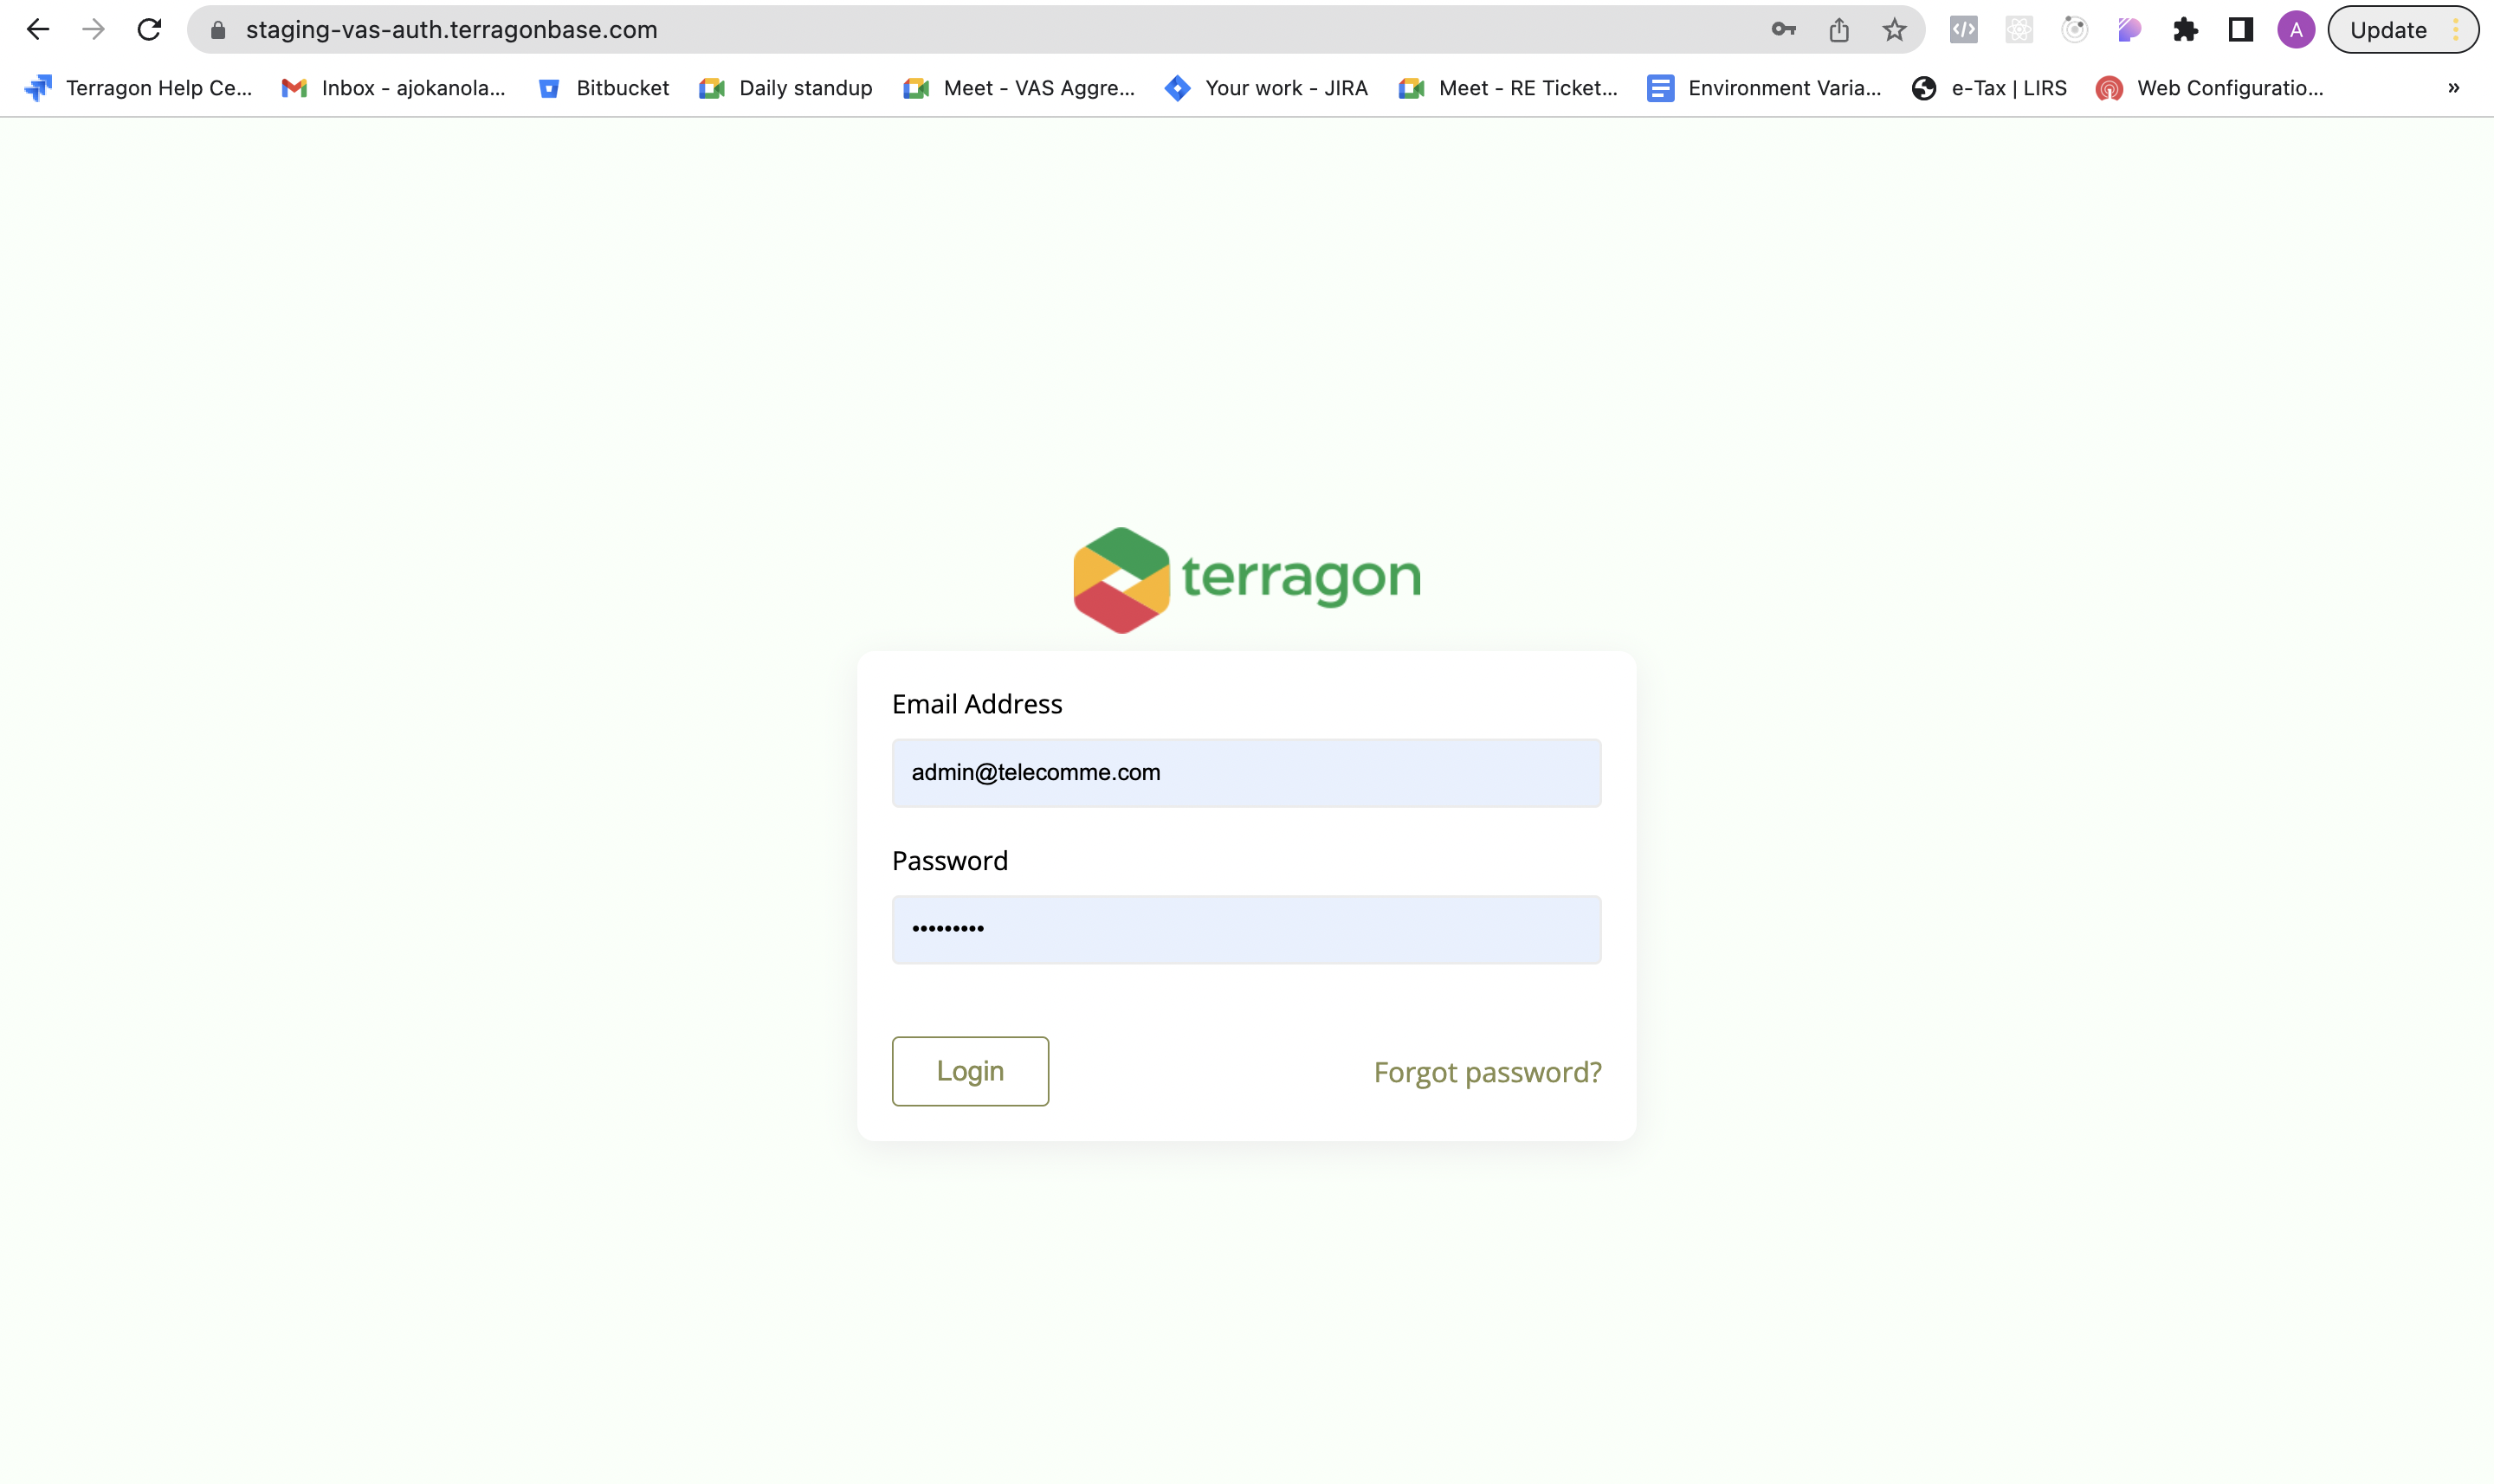 staging-vas-auth.terragonbase.com
A
Update
Terragon Help Ce...
Inbox - ajokanola...
Bitbucket
Daily standup
Meet - VAS Aggre...
Your work - JIRA
Meet - RE Ticket...
Environment Varia...
e-Tax | LIRS
Web Configuratio...
»
terragon
Email Address
admin@telecomme.com
Password
•••••••••
Login
Forgot password?